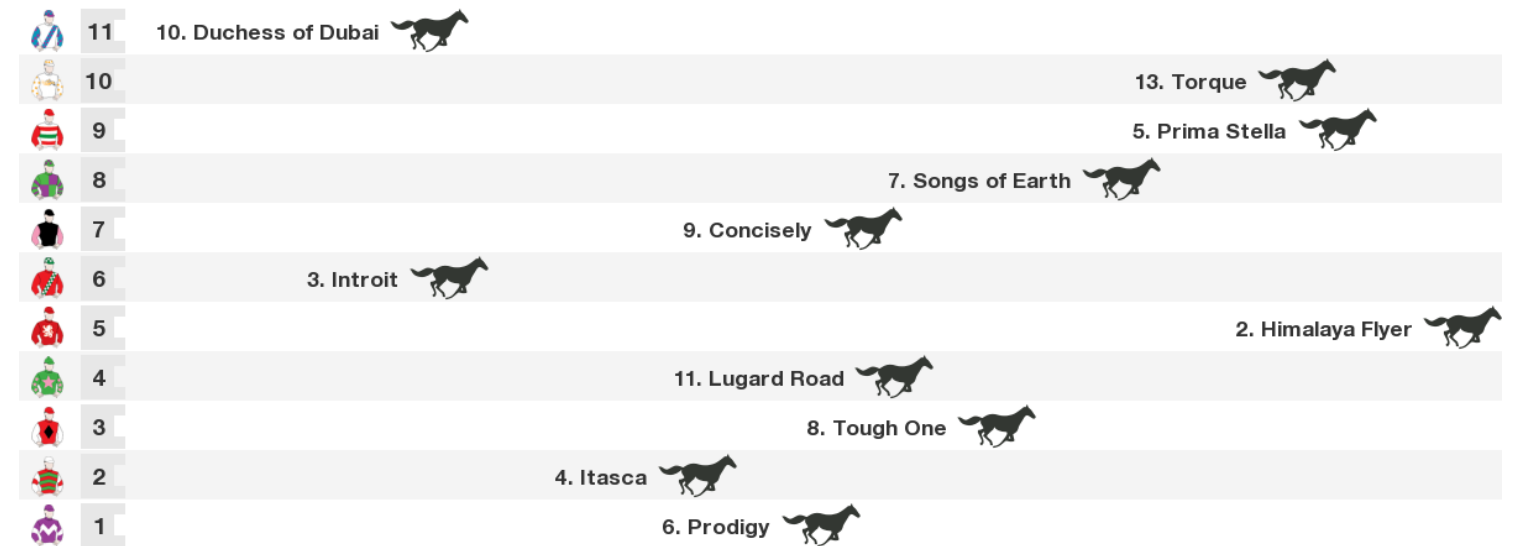 11 10. Duchess of Dubai
10 13. Torque
9 5. Prima Stella
8 7. Songs of Earth
7 9. Concisely
6 3. Introit
5 2. Himalaya Flyer
4 11. Lugard Road
3 8. Tough One
2 4. Itasca
1 6. Prodigy